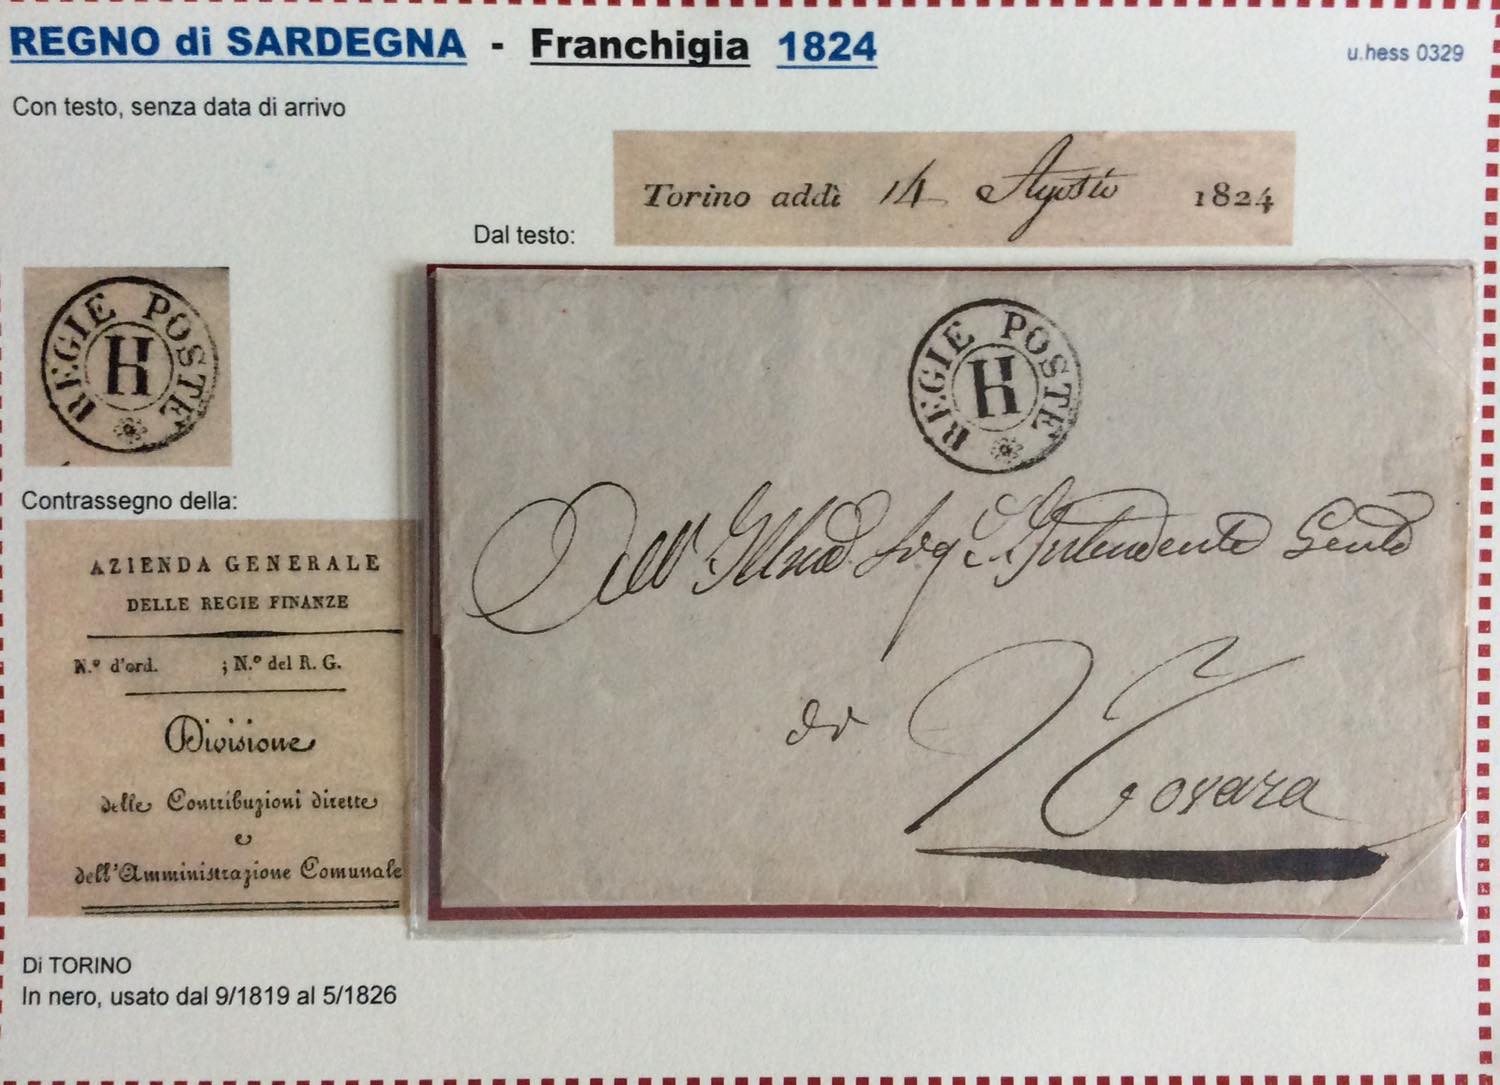 REGNO di SARDEGNA - Franchigia 1824
u.hess 0329
Con testo, senza data di arrivo
Dal testo:
Torino addì 14 Agosto 1824
REGIE POSTE
H
Contrassegno della:
AZIENDA GENERALE
DELLE REGIE FINANZE
N.º d'ord. ; N.º del R. G.
Divisione
delle Contribuzioni dirette
e
dell'Amministrazione Comunale
Di TORINO
In nero, usato dal 9/1819 al 5/1826
REGIE POSTE
H
Intendente
di Novara